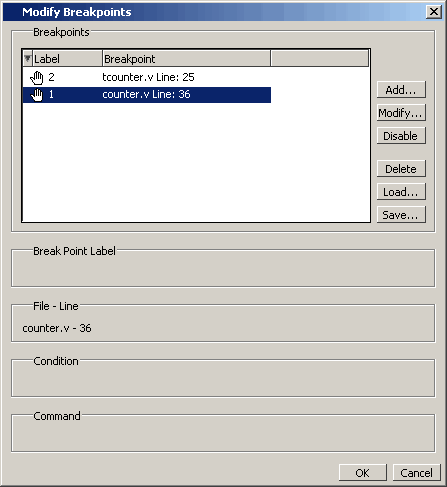 Modify Breakpoints
Breakpoints
Label Breakpoint
2 tcounter.v Line: 25
1 counter.v Line: 36
Add...
Modify...
Disable
Delete
Load...
Save...
Break Point Label
File - Line
counter.v - 36
Condition
Command
OK Cancel